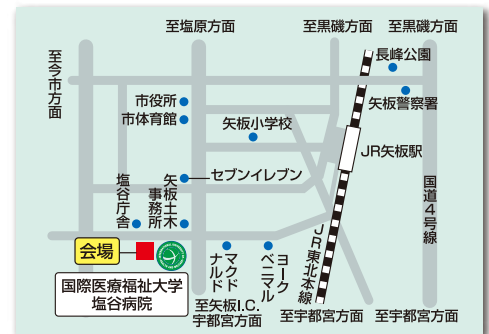 至塩原方面
至黒磯方面
至黒磯方面
至今市方面
長峰公園
市役所
市体育館
矢板警察署
矢板小学校
JR矢板駅
セブンイレブン
塩谷庁舎
矢板土木
事務所
国道4号線
JR東北本線
会場
マクド
ナルド
ヨーク
ベニマル
国際医療福祉大学
塩谷病院
至矢板I.C.
宇都宮方面
至宇都宮方面
至宇都宮方面